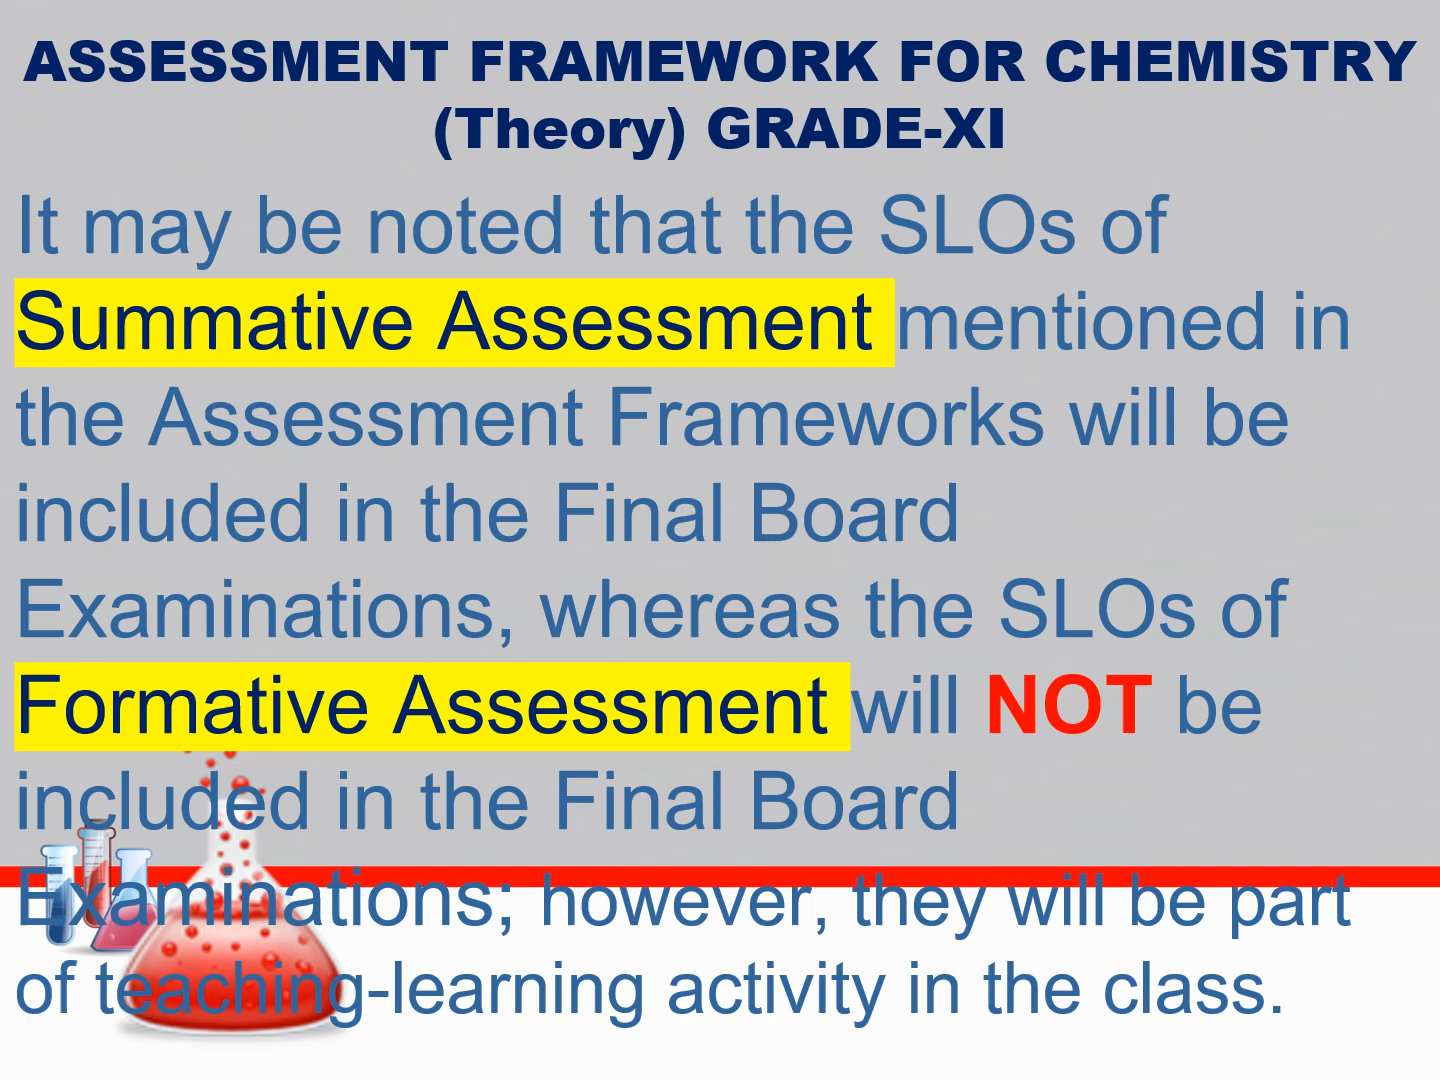 ASSESSMENT FRAMEWORK FOR CHEMISTRY
(Theory) GRADE-XI
It may be noted that the SLOs of
Summative Assessment mentioned in
the Assessment Frameworks will be
included in the Final Board
Examinations, whereas the SLOs of
Formative Assessment will NOT be
included in the Final Board
Examinations; however, they will be part
of teaching-learning activity in the class.